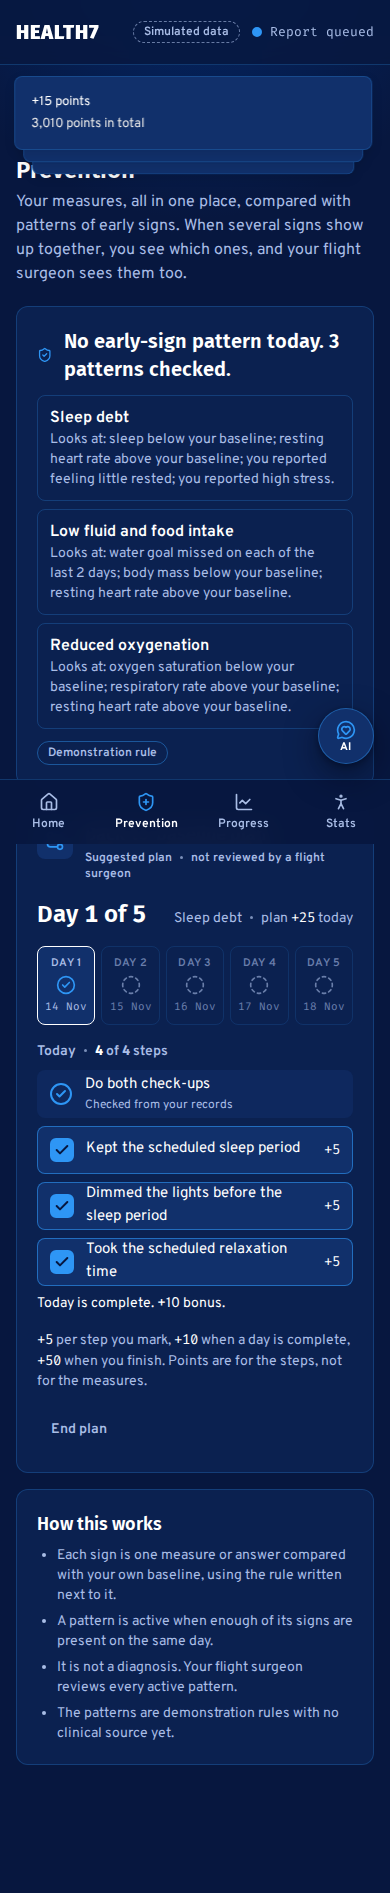 HEALTH7
Simulated data
Report queued
+15 points
3,010 points in total
Prevention
Your measures, all in one place, compared with
patterns of early signs. When several signs show
up together, you see which ones, and your flight
surgeon sees them too.
No early-sign pattern today. 3
patterns checked.
Sleep debt
Looks at: sleep below your baseline; resting
heart rate above your baseline; you reported
feeling little rested; you reported high stress.
Low fluid and food intake
Looks at: water goal missed on each of the
last 2 days; body mass below your baseline;
resting heart rate above your baseline.
Reduced oxygenation
Looks at: oxygen saturation below your
baseline; respiratory rate above your baseline;
resting heart rate above your baseline.
Demonstration rule
AI
Home
Prevention
Progress
Stats
Suggested plan • not reviewed by a flight
surgeon
Day 1 of 5
Sleep debt • plan +25 today
DAY 1
DAY 2
DAY 3
DAY 4
DAY 5
14 Nov
15 Nov
16 Nov
17 Nov
18 Nov
Today • 4 of 4 steps
Do both check-ups
Checked from your records
Kept the scheduled sleep period +5
Dimmed the lights before the
sleep period
+5
Took the scheduled relaxation
time
+5
Today is complete. +10 bonus.
+5 per step you mark, +10 when a day is complete,
+50 when you finish. Points are for the steps, not
for the measures.
End plan
How this works
• Each sign is one measure or answer compared
with your own baseline, using the rule written
next to it.
• A pattern is active when enough of its signs are
present on the same day.
• It is not a diagnosis. Your flight surgeon
reviews every active pattern.
• The patterns are demonstration rules with no
clinical source yet.